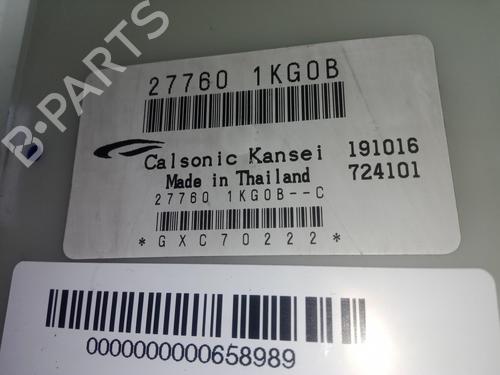 27760 1KG0B
Calsonic Kansei 191016
Made in Thailand 724101
27760 1KG0B--C
*GXC70222*
0000000000658989
B-PARTS